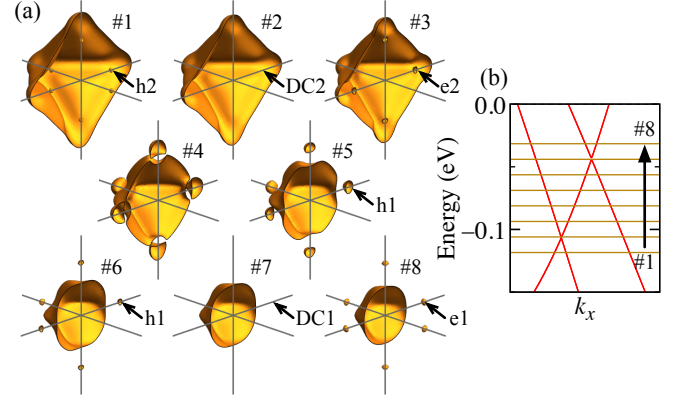 (a)
#1
#2
#3
h2
DC2
e2
(b)
#4
#5
h1
#6
#7
#8
h1
DC1
e1
0.0
−0.1
Energy (eV)
#8
#1
kx